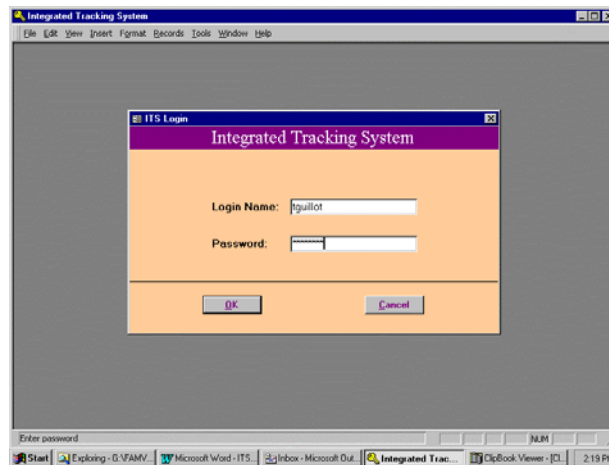 Integrated Tracking System
File Edit View Insert Format Records Tools Window Help
ITS Login
Integrated Tracking System
Login Name: tguillot
Password: ********
OK Cancel
Enter password NUM
Start Exploring - G:\FAMV... Microsoft Word - ITS... Inbox - Microsoft Out... Integrated Trac... ClipBook Viewer - [Cl... 2:19 P